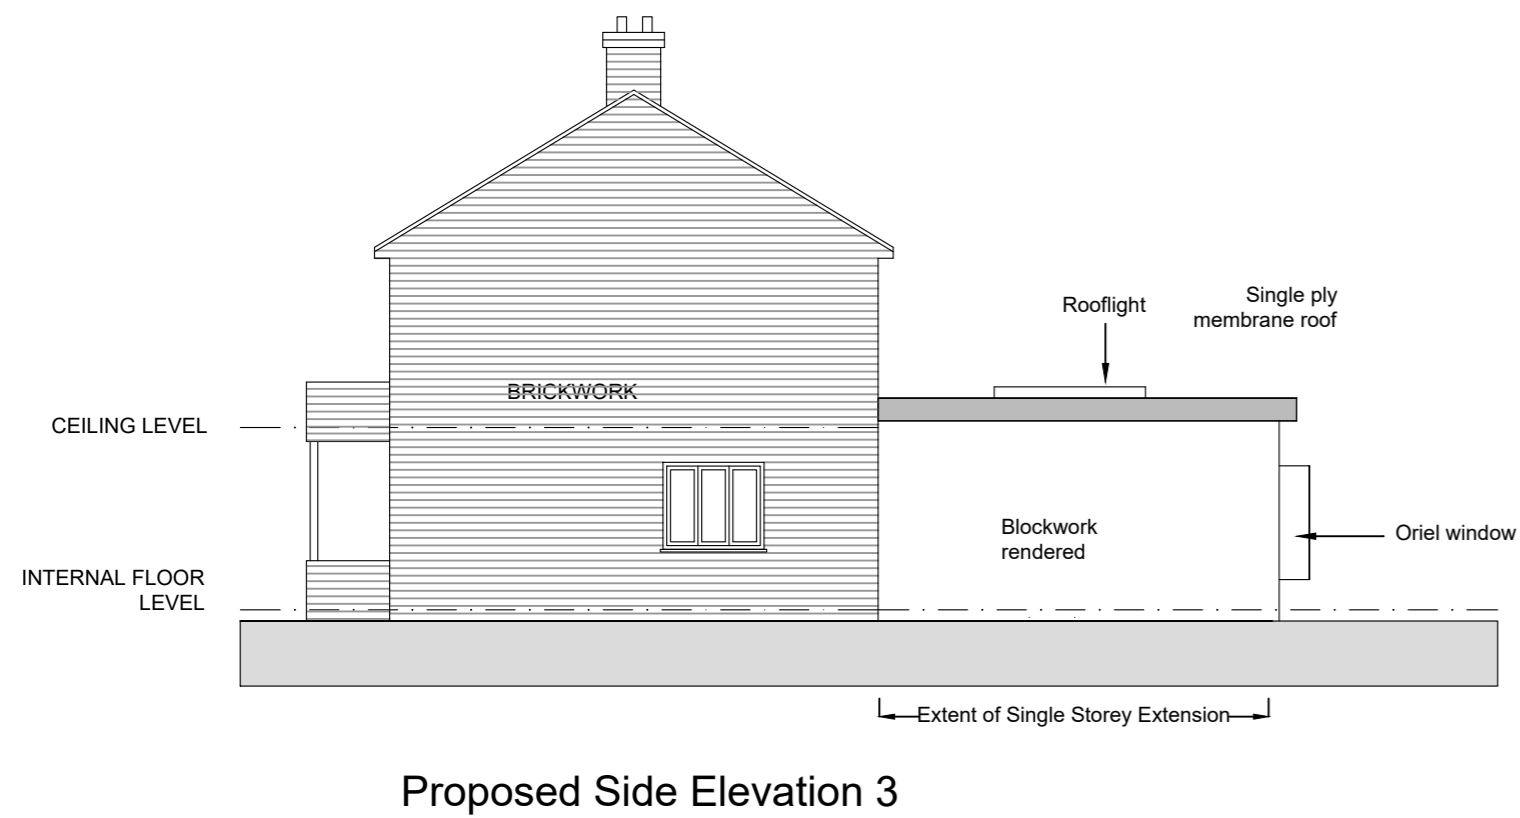 Rooflight
Single ply
membrane roof
BRICKWORK
CEILING LEVEL
Blockwork
rendered
Oriel window
INTERNAL FLOOR
LEVEL
Extent of Single Storey Extension
Proposed Side Elevation 3